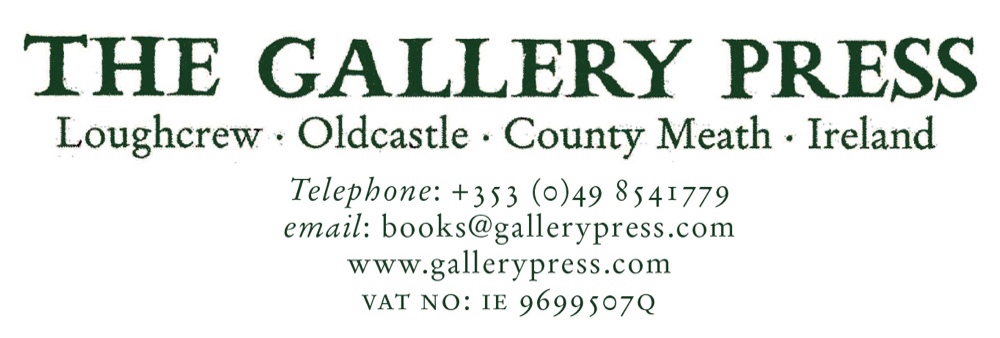 THE GALLERY PRESS
Loughcrew · Oldcastle · County Meath · Ireland
Telephone: +353 (0)49 8541779
email: books@gallerypress.com
www.gallerypress.com
VAT NO: IE 9699507Q